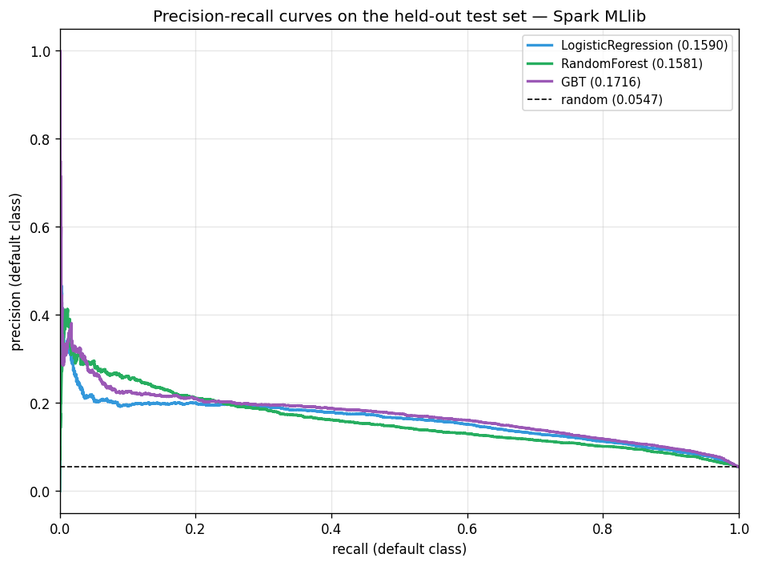 Precision-recall curves on the held-out test set — Spark MLlib
LogisticRegression (0.1590)
RandomForest (0.1581)
GBT (0.1716)
random (0.0547)
precision (default class)
1.0
0.8
0.6
0.4
0.2
0.0
0.0 0.2 0.4 0.6 0.8 1.0
recall (default class)